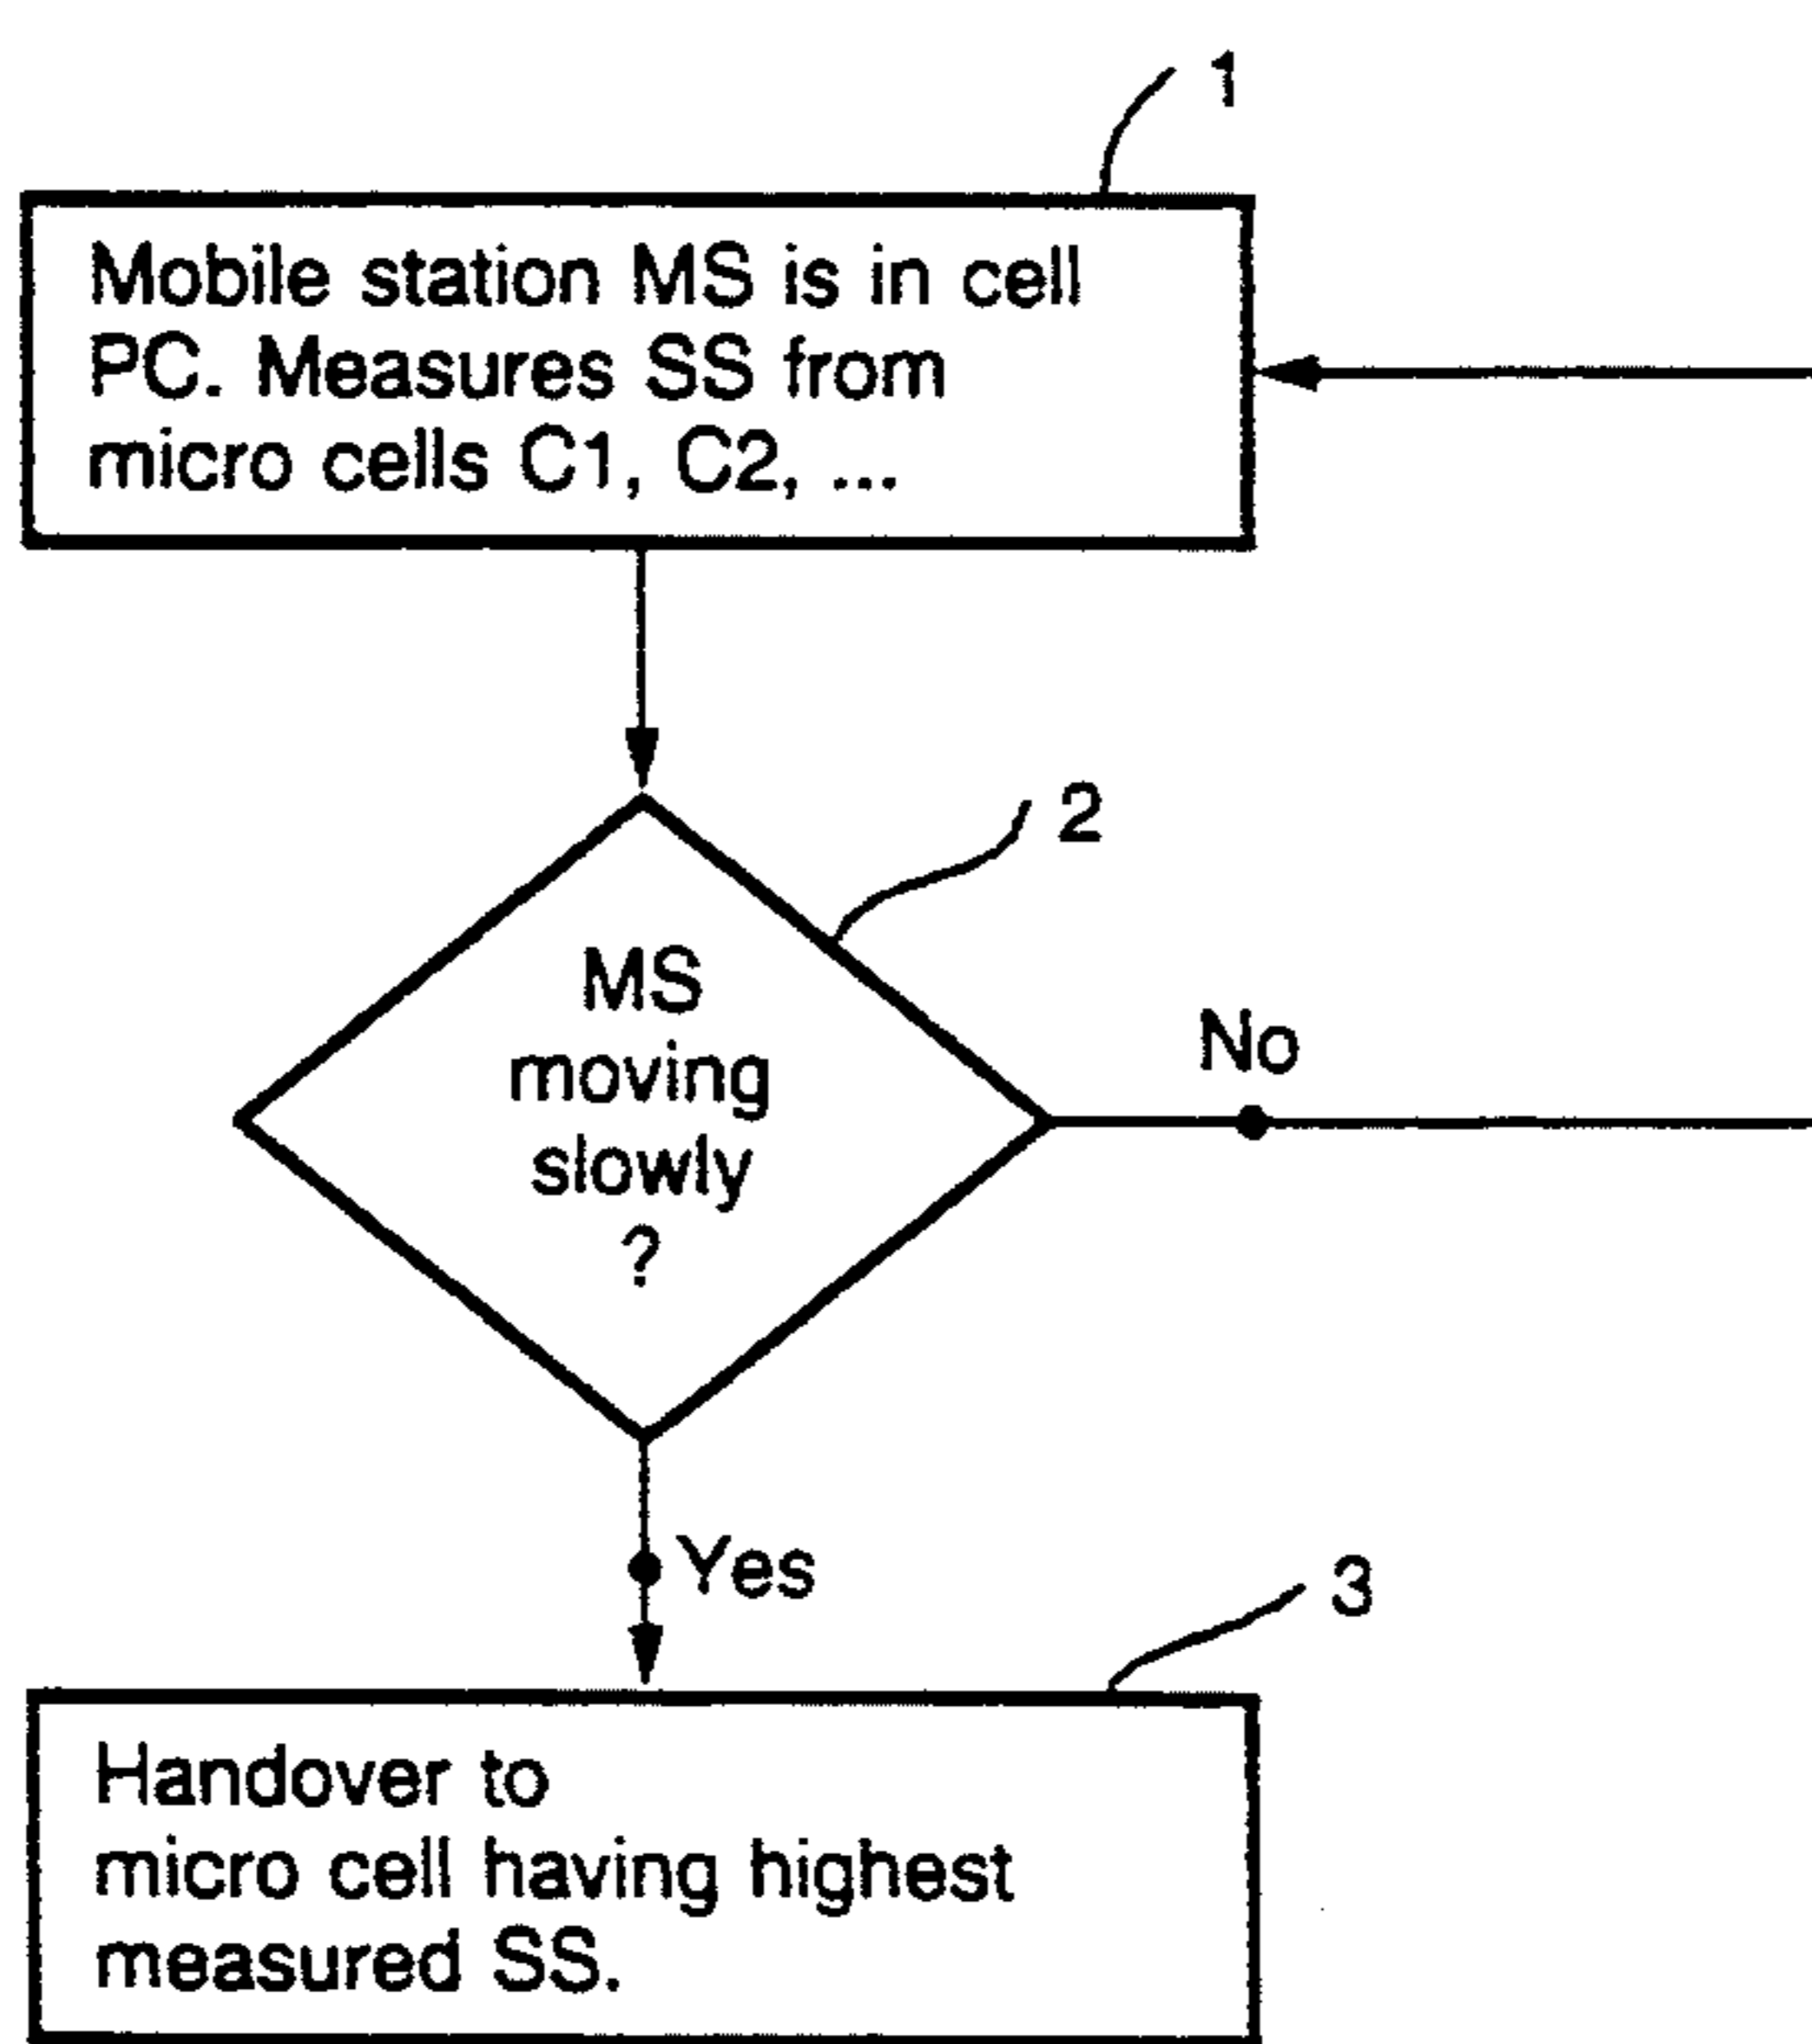 1
Mobile station MS is in cell
PC. Measures SS from
micro cells C1, C2, ...
2
MS
moving
slowly
?
No
Yes
3
Handover to
micro cell having highest
measured SS.